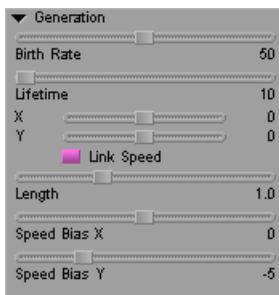 Generation
Birth Rate 50
Lifetime 10
X 0
Y 0
Link Speed
Length 1.0
Speed Bias X 0
Speed Bias Y -5